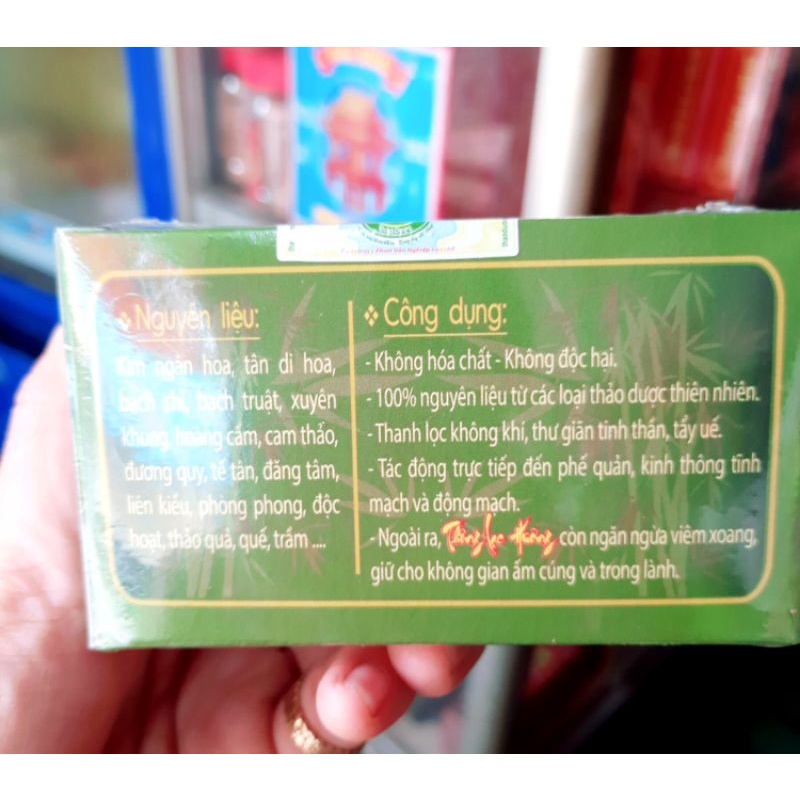 ❖ Nguyên liệu:
Kim ngân hoa, tân di hoa,
bạch chỉ, bạch truật, xuyên
khung, hoàng cầm, cam thảo,
đương quy, tế tân, đăng tâm,
liên kiều, phong phong, độc
hoạt, thảo quả, quế, trầm ....
❖ Công dụng:
- Không hóa chất - Không độc hại.
- 100% nguyên liệu từ các loại thảo dược thiên nhiên.
- Thanh lọc không khí, thư giãn tinh thần, tẩy uế.
- Tác động trực tiếp đến phế quản, kinh thông tĩnh
mạch và động mạch.
- Ngoài ra, còn ngăn ngừa viêm xoang,
giữ cho không gian ấm cúng và trong lành.